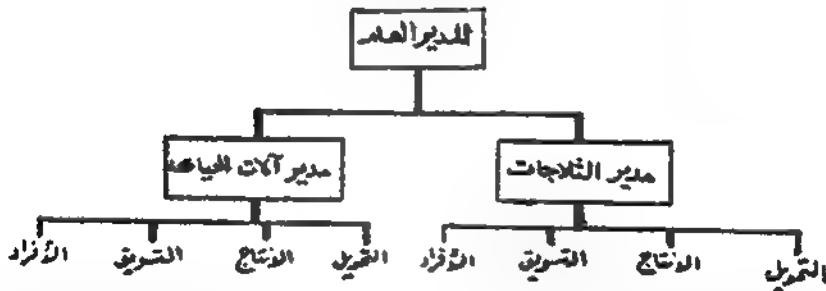 المدير العام
مدير الثلاجات
مدير آلات الخياطة
التمويل
الإنتاج
التسويق
الأفراد
التمويل
الإنتاج
التسويق
الأفراد